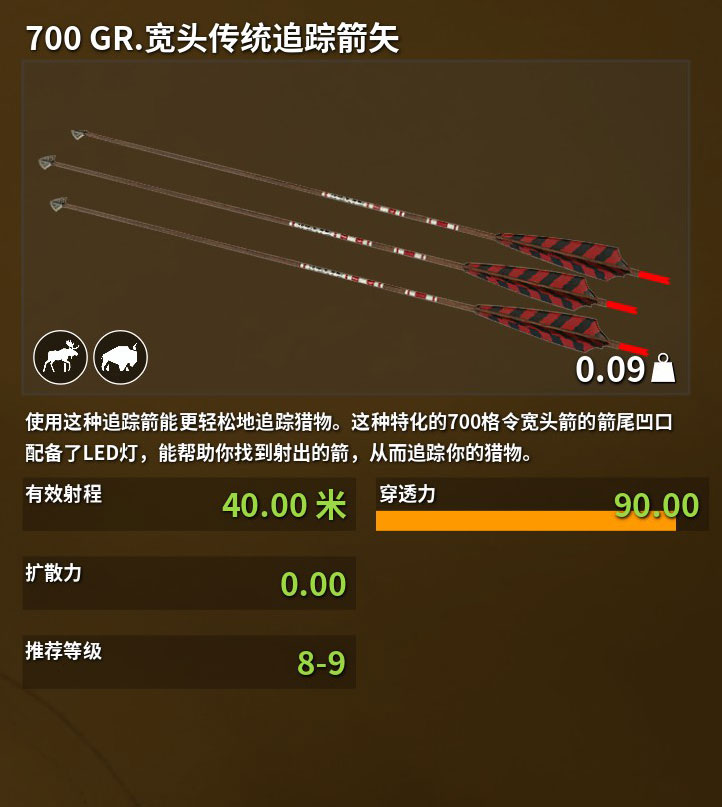 700 GR.宽头传统追踪箭矢
0.09
使用这种追踪箭能更轻松地追踪猎物。这种特化的700格令宽头箭的箭尾凹口
配备了LED灯，能帮助你找到射出的箭，从而追踪你的猎物。
有效射程
40.00 米
穿透力
90.00
扩散力
0.00
推荐等级
8-9